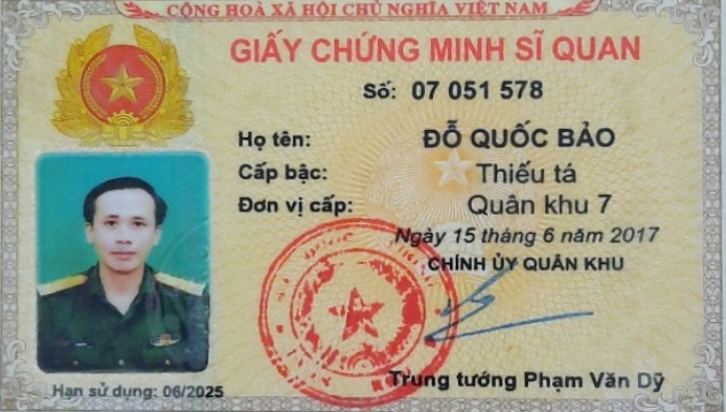 CỘNG HOÀ XÃ HỘI CHỦ NGHĨA VIỆT NAM
GIẤY CHỨNG MINH SĨ QUAN
Số: 07 051 578
Họ tên: ĐỖ QUỐC BẢO
Cấp bậc: Thiếu tá
Đơn vị cấp: Quân khu 7
Ngày 15 tháng 6 năm 2017
CHÍNH ỦY QUÂN KHU
Trung tướng Phạm Văn Dỹ
Hạn sử dụng: 06/2025